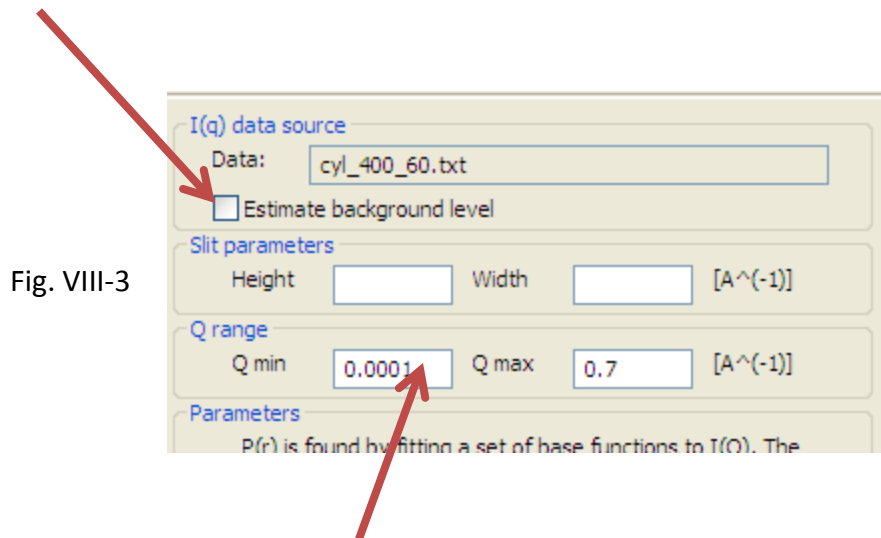 I(q) data source
Data: cyl_400_60.txt
Estimate background level
Slit parameters
Fig. VIII-3
Height Width [A^(-1)]
Q range
Q min 0.0001 Q max 0.7 [A^(-1)]
Parameters
P(r) is found by fitting a set of base functions to I(Q). The